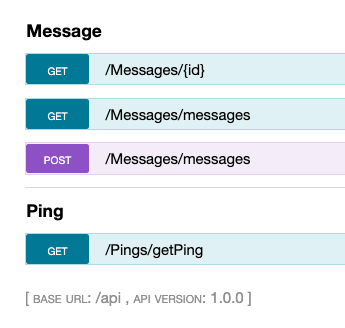 Message
GET /Messages/{id}
GET /Messages/messages
POST /Messages/messages
Ping
GET /Pings/getPing
[ BASE URL: /api , API VERSION: 1.0.0 ]